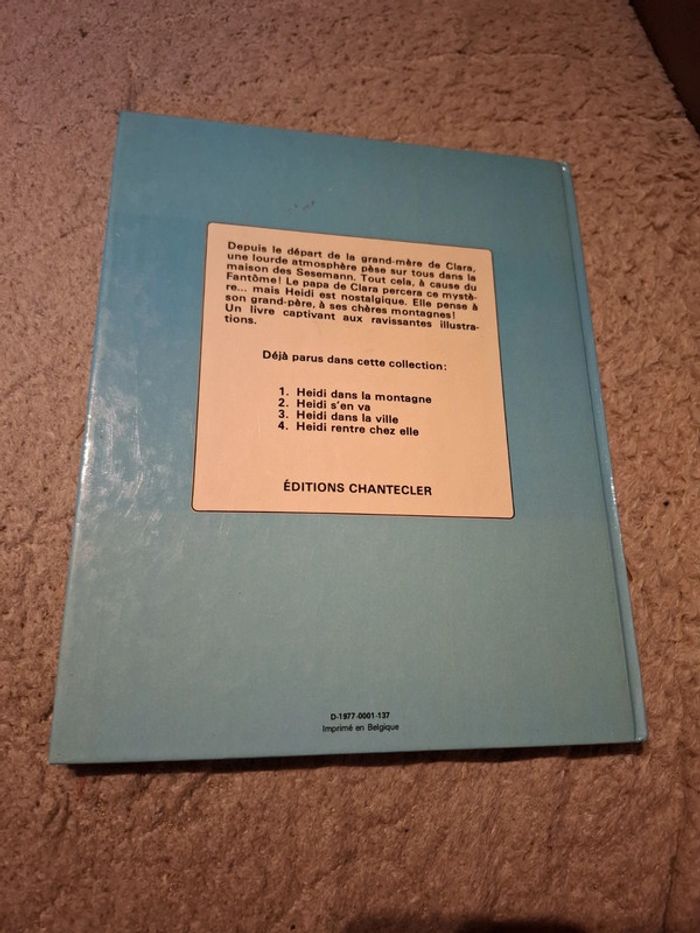 Depuis le départ de la grand-mère de Clara,
une lourde atmosphère pèse sur tous dans la
maison des Sesemann. Tout cela, à cause du
Fantôme! Le papa de Clara percera ce mystè-
re... mais Heidi est nostalgique. Elle pense à
son grand-père, à ses chères montagnes!
Un livre captivant aux ravissantes illustra-
tions.
Déjà parus dans cette collection:
1. Heidi dans la montagne
2. Heidi s'en va
3. Heidi dans la ville
4. Heidi rentre chez elle
ÉDITIONS CHANTECLER
D-1977-0001-137
Imprimé en Belgique